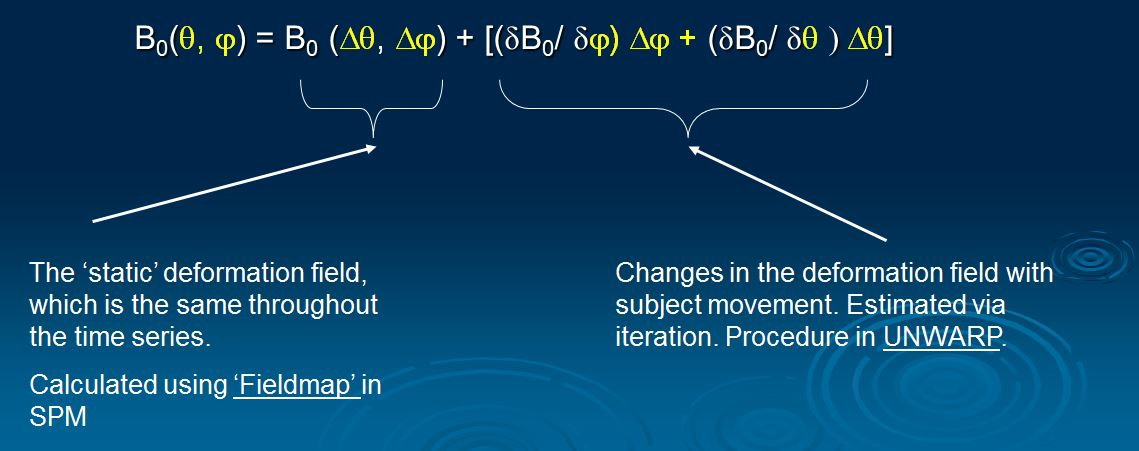 B₀(θ, φ) = B₀ (Δθ, Δφ) + [(δB₀/ δφ) Δφ + (δB₀/ δθ ) Δθ]
The ‘static’ deformation field,
which is the same throughout
the time series.
Calculated using ‘Fieldmap’ in
SPM
Changes in the deformation field with
subject movement. Estimated via
iteration. Procedure in UNWARP.